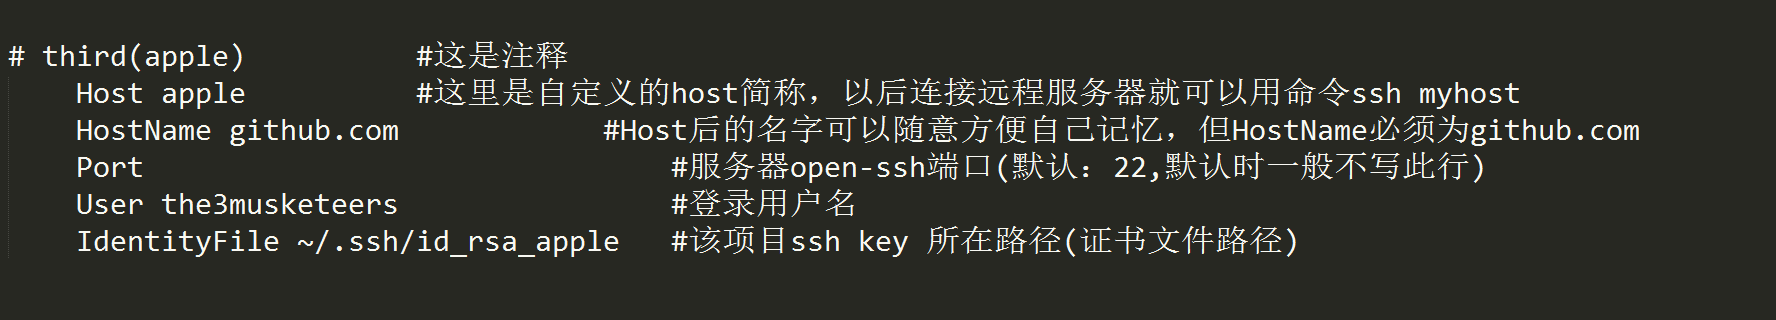 # third(apple) #这是注释
Host apple #这里是自定义的host简称，以后连接远程服务器就可以用命令ssh myhost
HostName github.com #Host后的名字可以随意方便自己记忆，但HostName必须为github.com
Port #服务器open-ssh端口(默认：22,默认时一般不写此行)
User the3musketeers #登录用户名
IdentityFile ~/.ssh/id_rsa_apple #该项目ssh key 所在路径(证书文件路径)